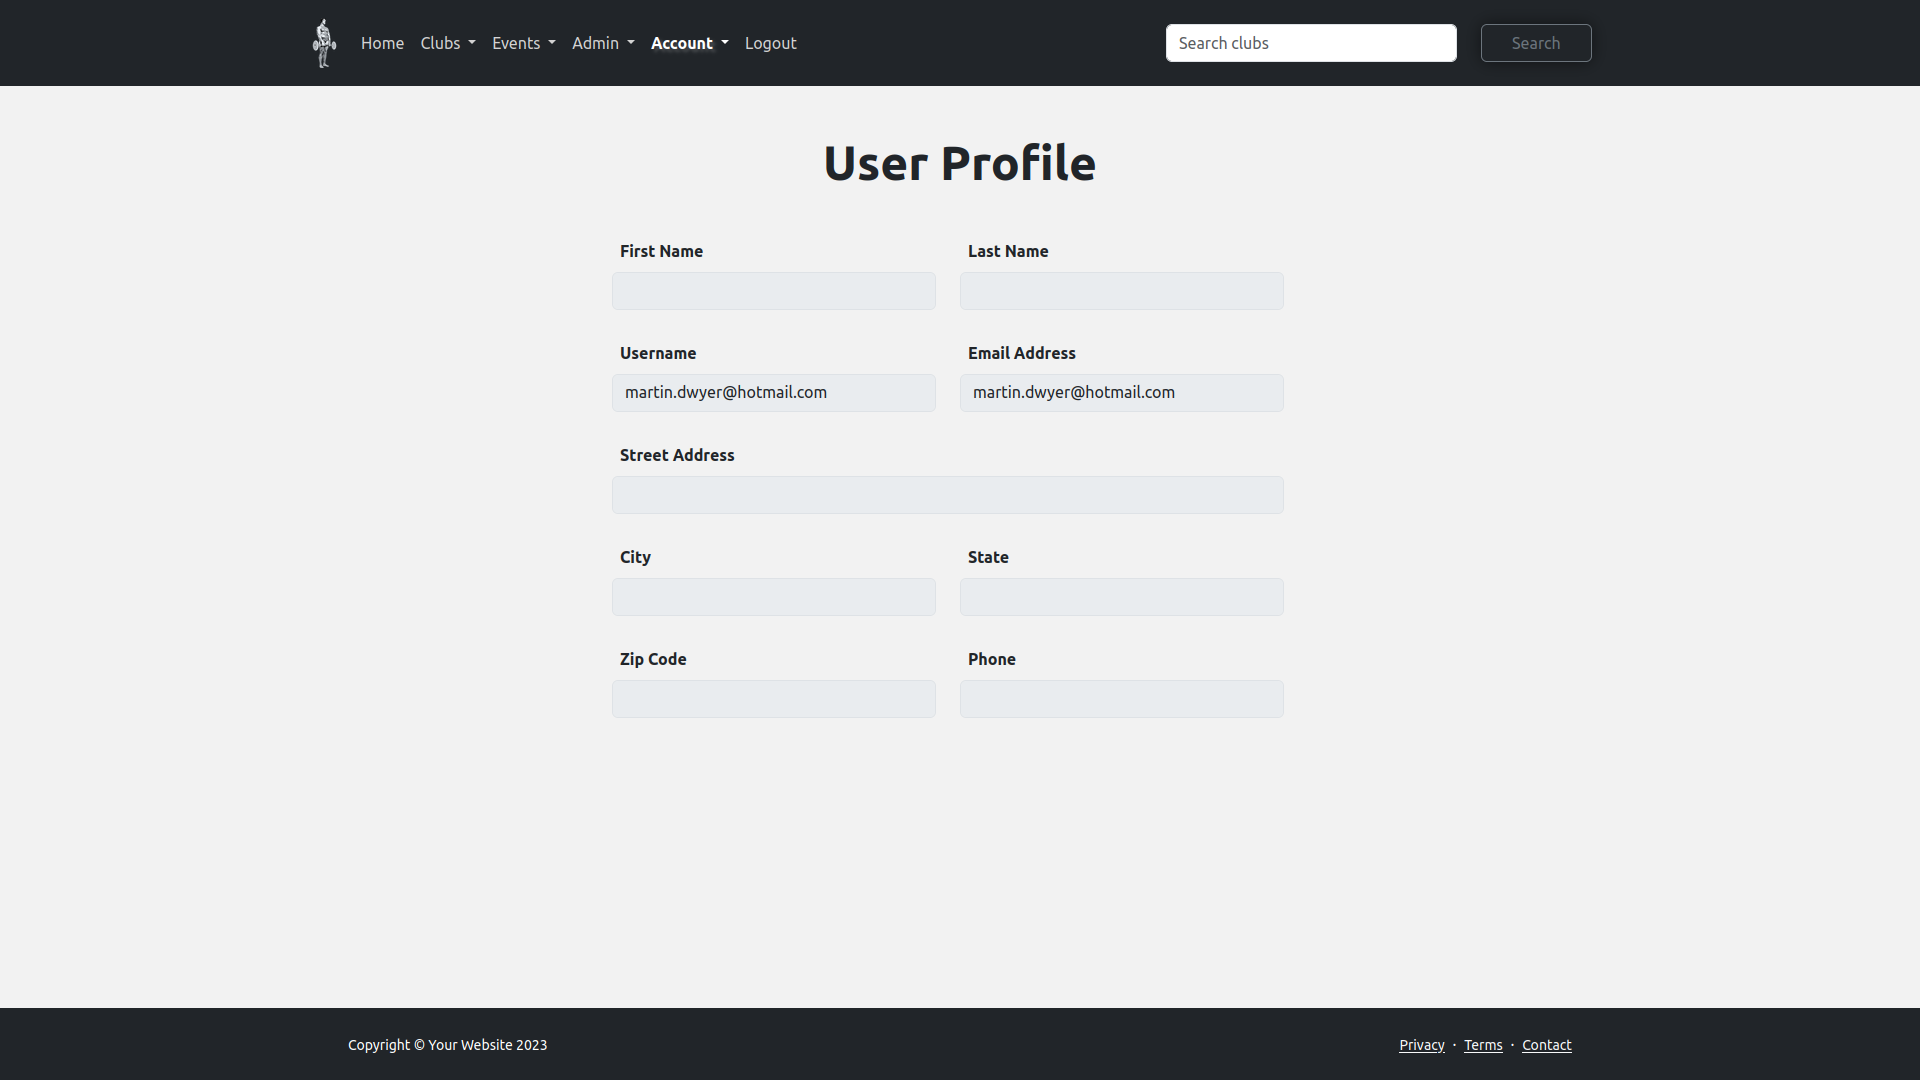 Home Clubs Events Admin Account Logout Search clubs Search
User Profile
First Name Last Name
Username Email Address
martin.dwyer@hotmail.com martin.dwyer@hotmail.com
Street Address
City State
Zip Code Phone
Copyright © Your Website 2023 Privacy · Terms · Contact